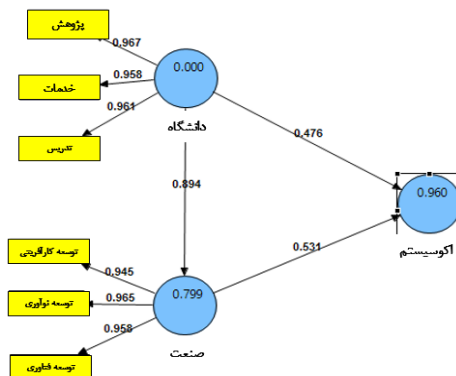 پژوهش
0.967
0.000
0.958
خدمات
0.961
دانشگاه
0.476
تدریس
0.894
0.960
اکوسیستم
0.531
توسعه کارآفرینی
0.945
0.799
توسعه نوآوری
0.965
0.958
صنعت
توسعه فناوری